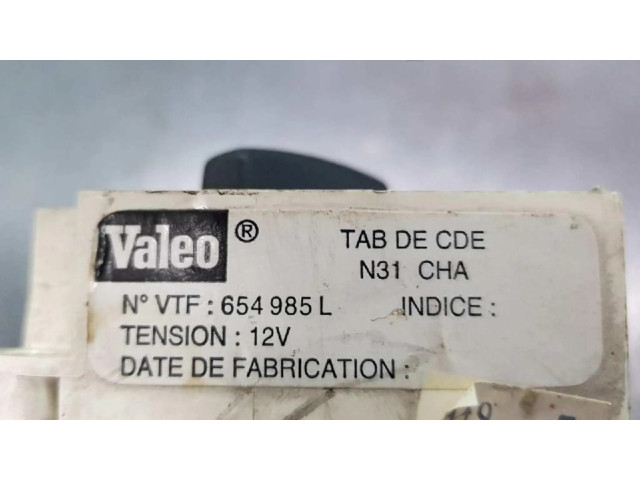 Valeo ® TAB DE CDE
N31 CHA
N° VTF : 654 985 L INDICE :
TENSION : 12V
DATE DE FABRICATION :